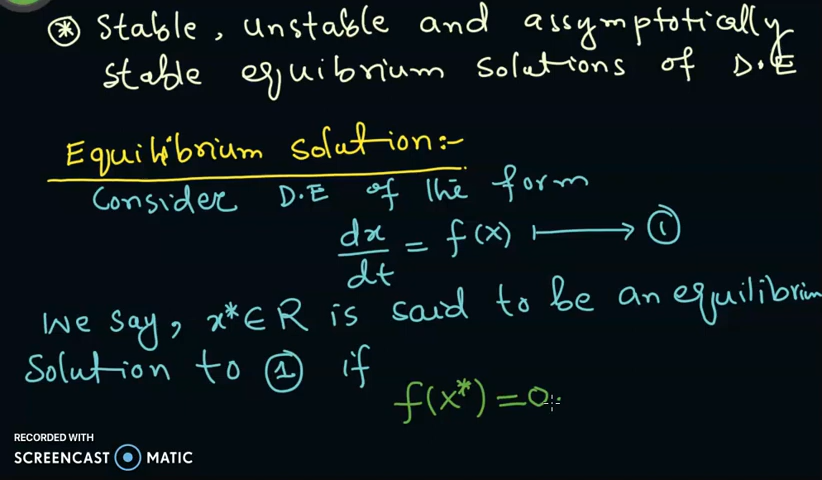 ⊛ Stable, unstable and assymptotically
stable equibrium solutions of D.E
Equilibrium solution:-
Consider D.E of the form
dx/dt = f(x) ⟼ ①
We say, x*∈R is said to be an equilibrium
Solution to ① if
f(x*) = 0.
RECORDED WITH
SCREENCAST MATIC